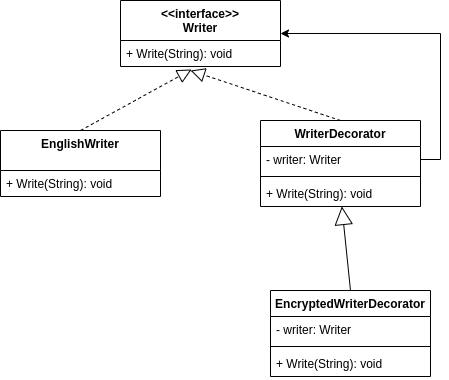 <<interface>>
Writer
+ Write(String): void
EnglishWriter
+ Write(String): void
WriterDecorator
- writer: Writer
+ Write(String): void
EncryptedWriterDecorator
- writer: Writer
+ Write(String): void